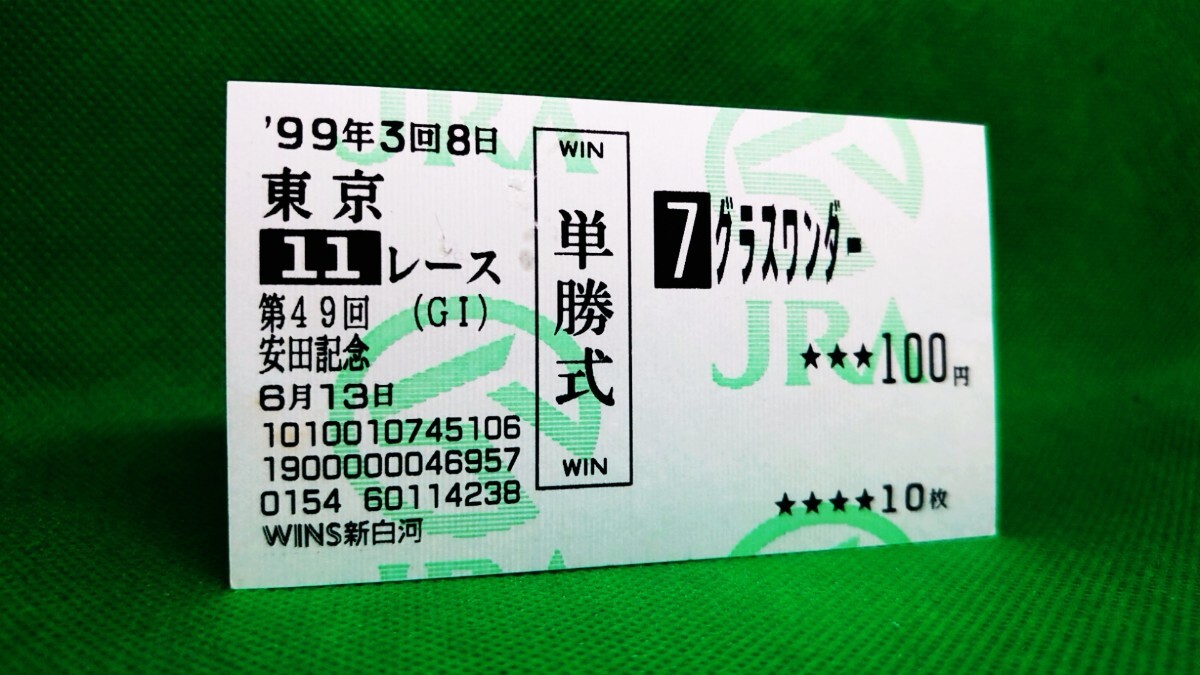 '99年3回8日
東京
11レース
第49回 (GI)
安田記念
6月13日
1010010745106
1900000046957
0154 60114238
WINS新白河
WIN
単勝式
WIN
7グラスワンダー
★★★100円
★★★★10枚
JRA
JRA
JRA